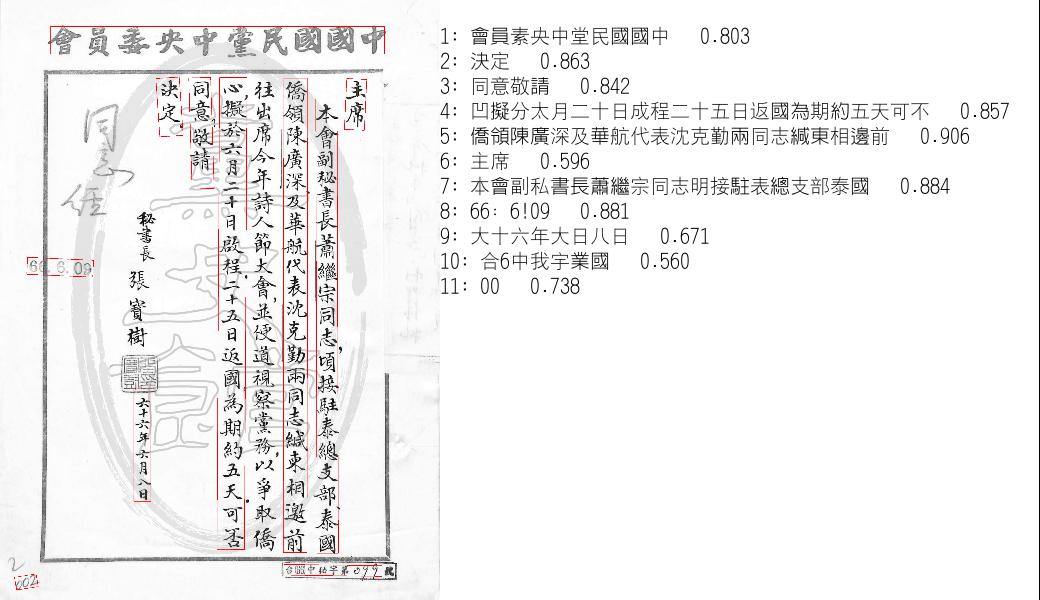 中國國民黨中央委員會
主席
本會副秘書長蕭繼宗同志，頃接駐泰總支部泰國
僑領陳廣深及華航代表沈克勤兩同志緘柬相邀前
往出席今年詩人節大會，並便道視察黨務，以爭取僑
心，擬於六月二十日啟程，二十五日返國為期約五天可否
同意，敬請
決定
同志
秘書長 張寶樹
六十六年六月八日
66.6.09
中秘字第099號
002
1: 會員素央中堂民國國中 0.803
2: 決定 0.863
3: 同意敬請 0.842
4: 凹擬分太月二十日成程二十五日返國為期約五天可不 0.857
5: 僑領陳廣深及華航代表沈克勤兩同志緘東相邊前 0.906
6: 主席 0.596
7: 本會副私書長蕭繼宗同志明接駐表總支部泰國 0.884
8: 66: 6!09 0.881
9: 大十六年大日八日 0.671
10: 合6中我宇業國 0.560
11: 00 0.738